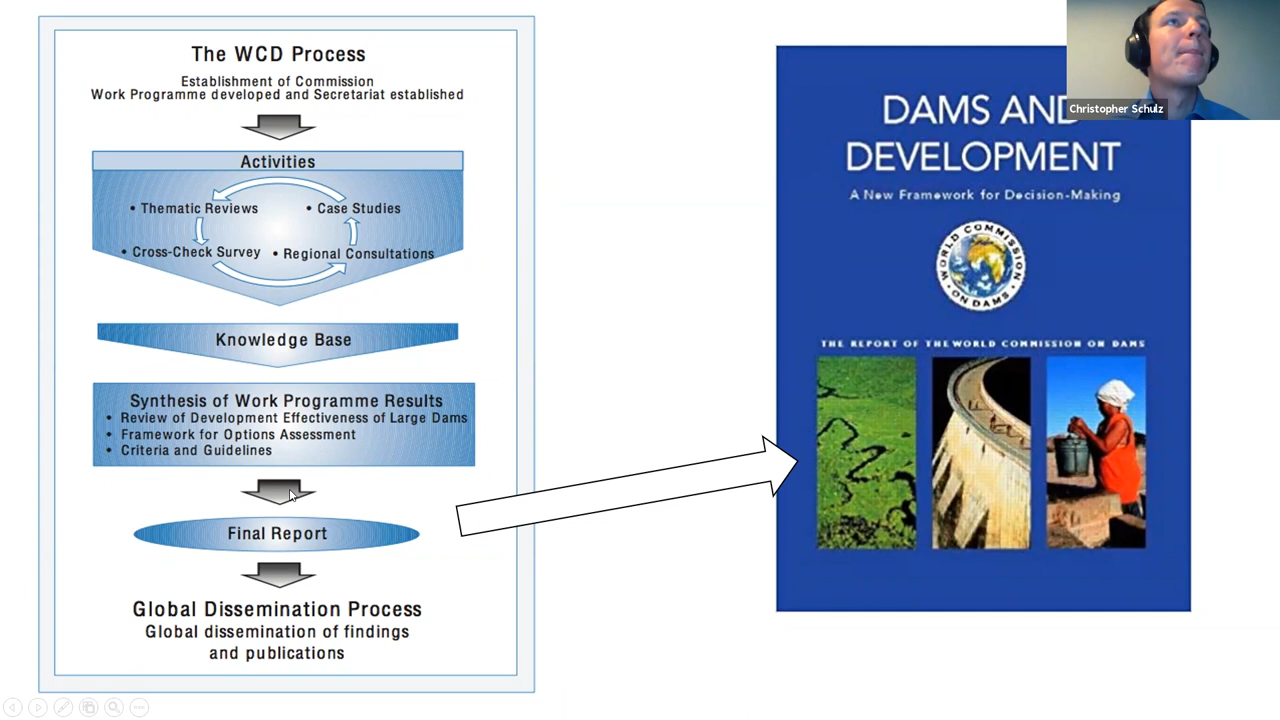 The WCD Process
Establishment of Commission
Work Programme developed and Secretariat established
Activities
• Thematic Reviews
• Case Studies
• Cross-Check Survey
• Regional Consultations
Knowledge Base
Synthesis of Work Programme Results
• Review of Development Effectiveness of Large Dams
• Framework for Options Assessment
• Criteria and Guidelines
Final Report
Global Dissemination Process
Global dissemination of findings
and publications
DAMS AND
DEVELOPMENT
A New Framework for Decision-Making
WORLD COMMISSION
• ON DAMS •
THE REPORT OF THE WORLD COMMISSION ON DAMS
Christopher Schulz